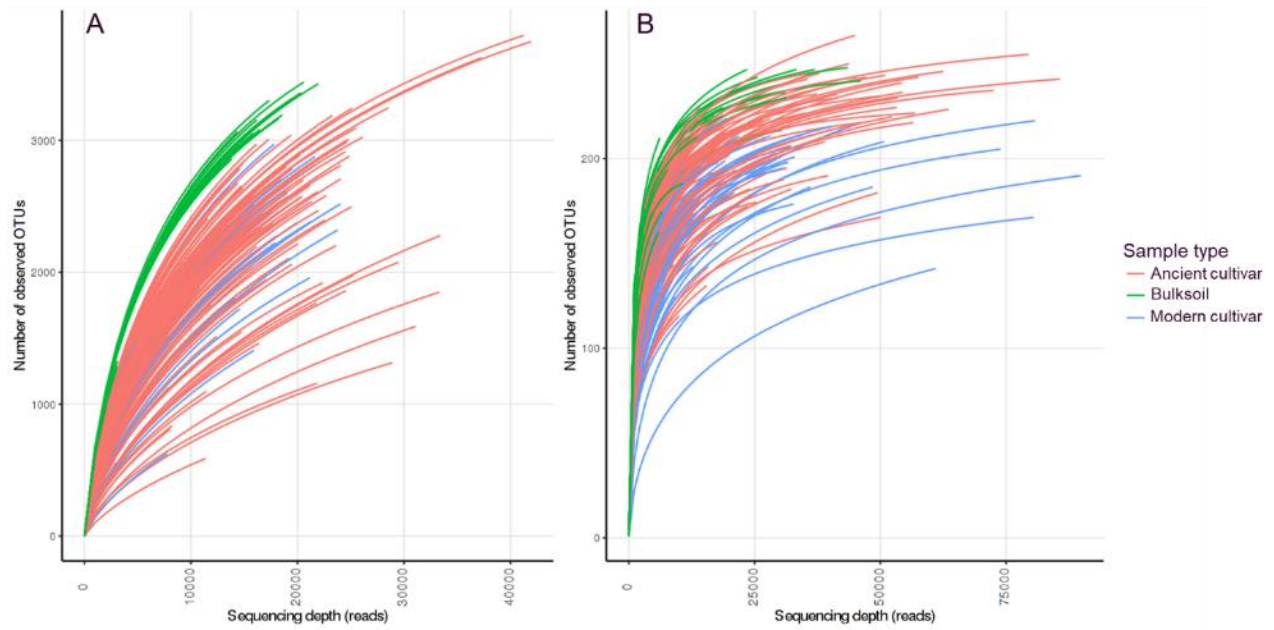 A
B
Number of observed OTUs
3000
2000
1000
0
0
10000
20000
30000
40000
Sequencing depth (reads)
Number of observed OTUs
200
100
0
0
25000
50000
75000
Sequencing depth (reads)
Sample type
Ancient cultivar
Bulksoil
Modern cultivar